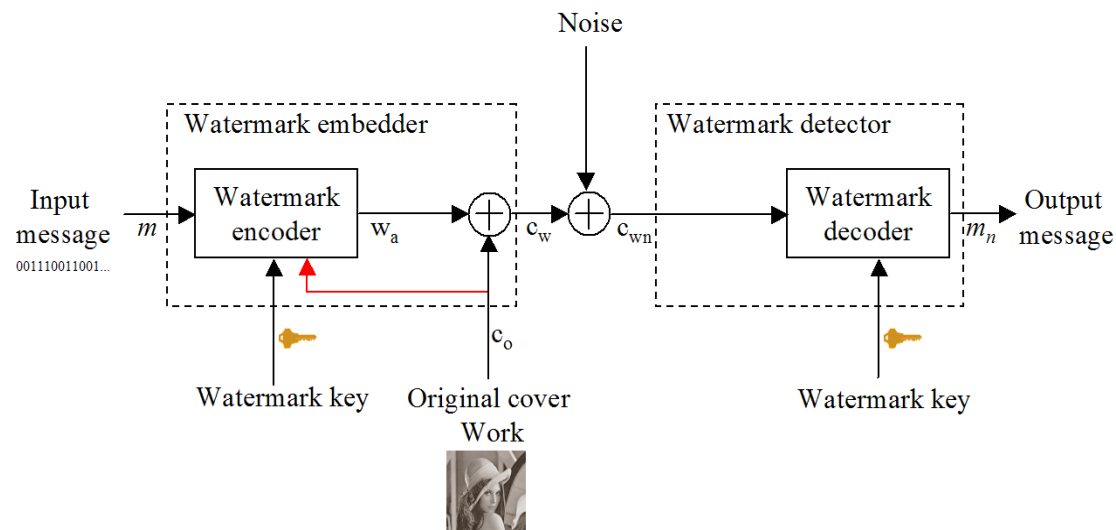 Noise
Watermark embedder
Watermark detector
Input
message
001110011001...
m
Watermark
encoder
wa
cw
cwn
Watermark
decoder
mn
Output
message
co
Watermark key
Original cover
Work
Watermark key